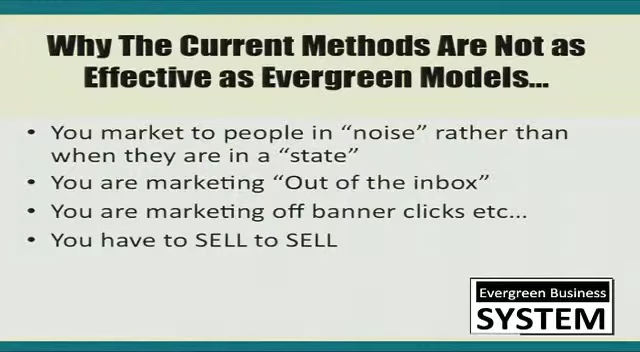 Why The Current Methods Are Not as
Effective as Evergreen Models...
• You market to people in “noise” rather than
when they are in a “state”
• You are marketing “Out of the inbox”
• You are marketing off banner clicks etc...
• You have to SELL to SELL
Evergreen Business
SYSTEM